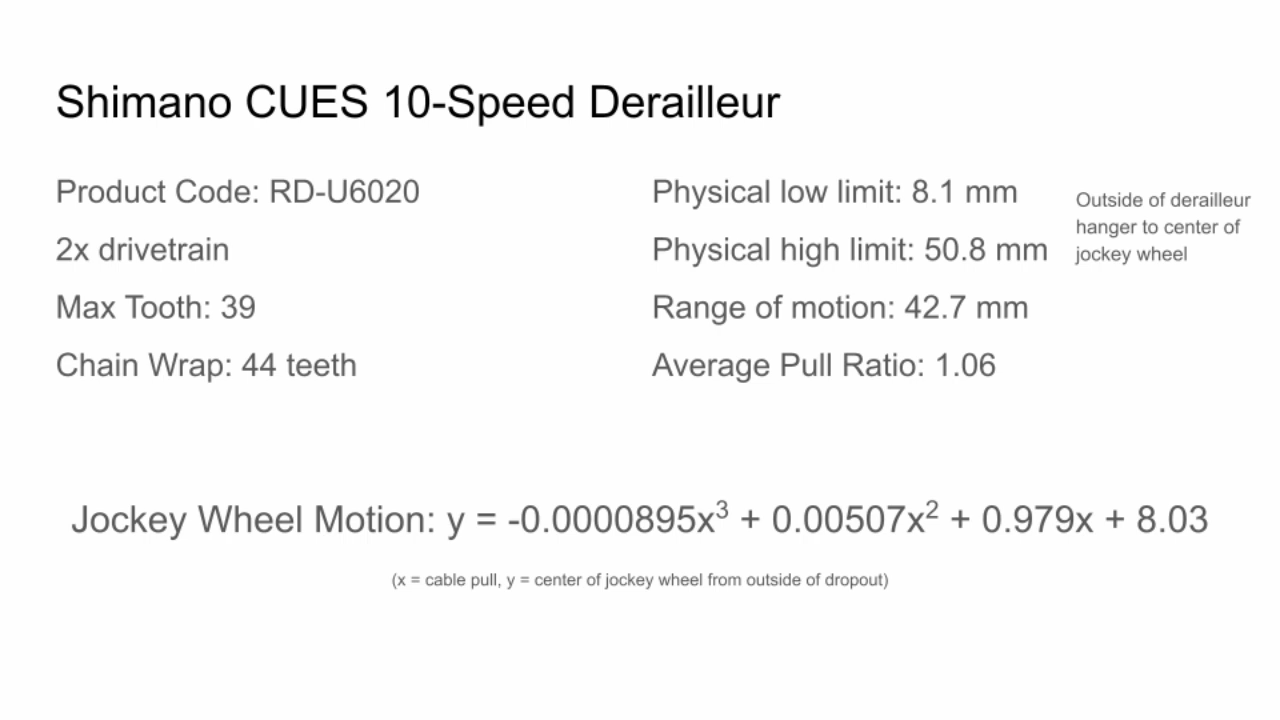 Shimano CUES 10-Speed Derailleur
Product Code: RD-U6020
2x drivetrain
Max Tooth: 39
Chain Wrap: 44 teeth
Physical low limit: 8.1 mm
Physical high limit: 50.8 mm
Range of motion: 42.7 mm
Average Pull Ratio: 1.06
Outside of derailleur
hanger to center of
jockey wheel
Jockey Wheel Motion: y = -0.0000895x³ + 0.00507x² + 0.979x + 8.03
(x = cable pull, y = center of jockey wheel from outside of dropout)